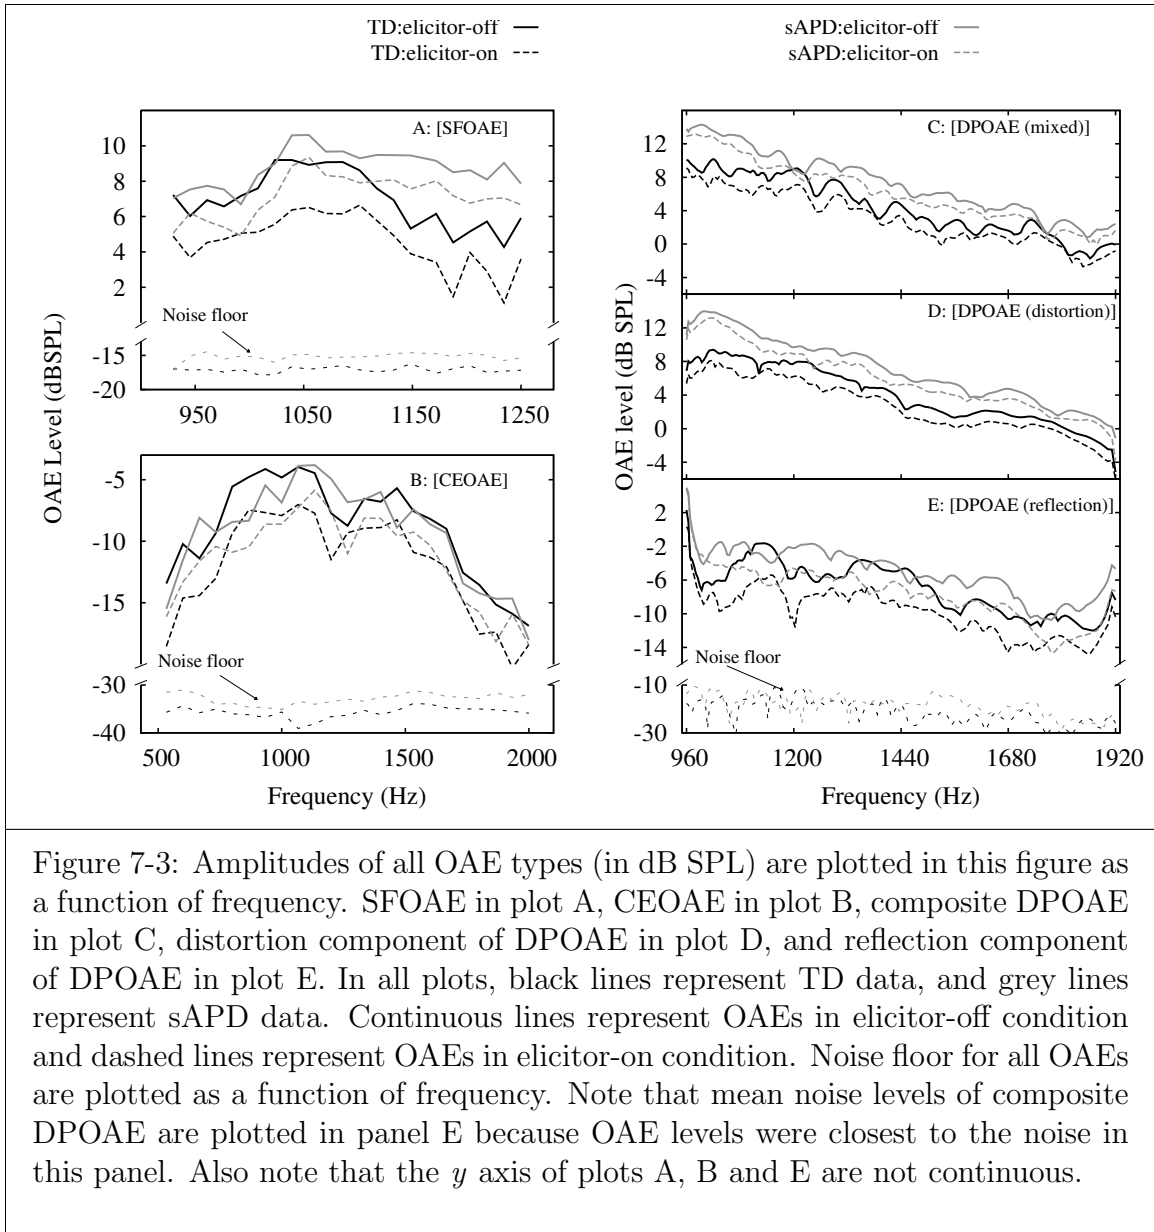 TD:elicitor-off
TD:elicitor-on
sAPD:elicitor-off
sAPD:elicitor-on
OAE Level (dBSPL)
A: [SFOAE]
10
8
6
4
2
-15
-20
Noise floor
950
1050
1150
1250
B: [CEOAE]
-5
-10
-15
-30
-40
Noise floor
500
1000
1500
2000
Frequency (Hz)
OAE level (dB SPL)
C: [DPOAE (mixed)]
12
8
4
0
-4
D: [DPOAE (distortion)]
12
8
4
0
-4
E: [DPOAE (reflection)]
2
-2
-6
-10
-14
-10
-30
Noise floor
960
1200
1440
1680
1920
Frequency (Hz)
Figure 7-3: Amplitudes of all OAE types (in dB SPL) are plotted in this figure as
a function of frequency. SFOAE in plot A, CEOAE in plot B, composite DPOAE
in plot C, distortion component of DPOAE in plot D, and reflection component
of DPOAE in plot E. In all plots, black lines represent TD data, and grey lines
represent sAPD data. Continuous lines represent OAEs in elicitor-off condition
and dashed lines represent OAEs in elicitor-on condition. Noise floor for all OAEs
are plotted as a function of frequency. Note that mean noise levels of composite
DPOAE are plotted in panel E because OAE levels were closest to the noise in
this panel. Also note that the y axis of plots A, B and E are not continuous.